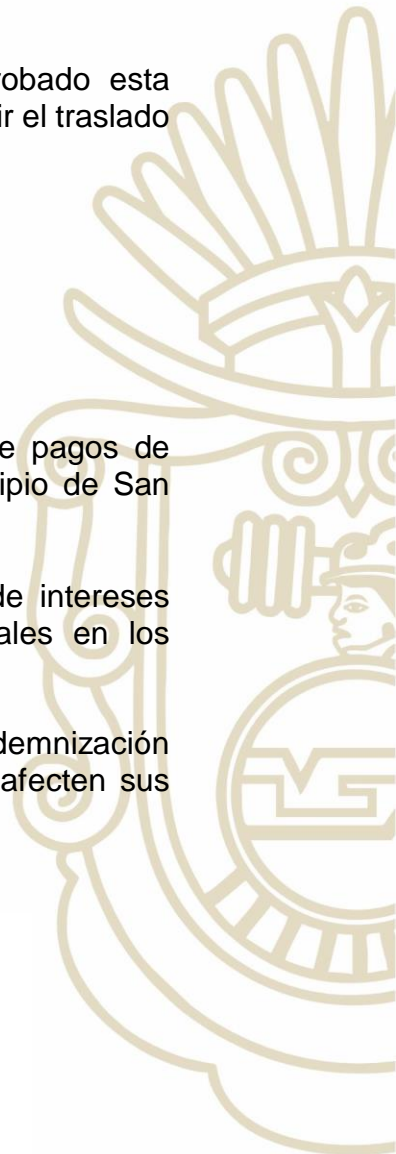 robado esta
ir el traslado
e pagos de
ipio de San
de intereses
ales en los
demnización
afecten sus